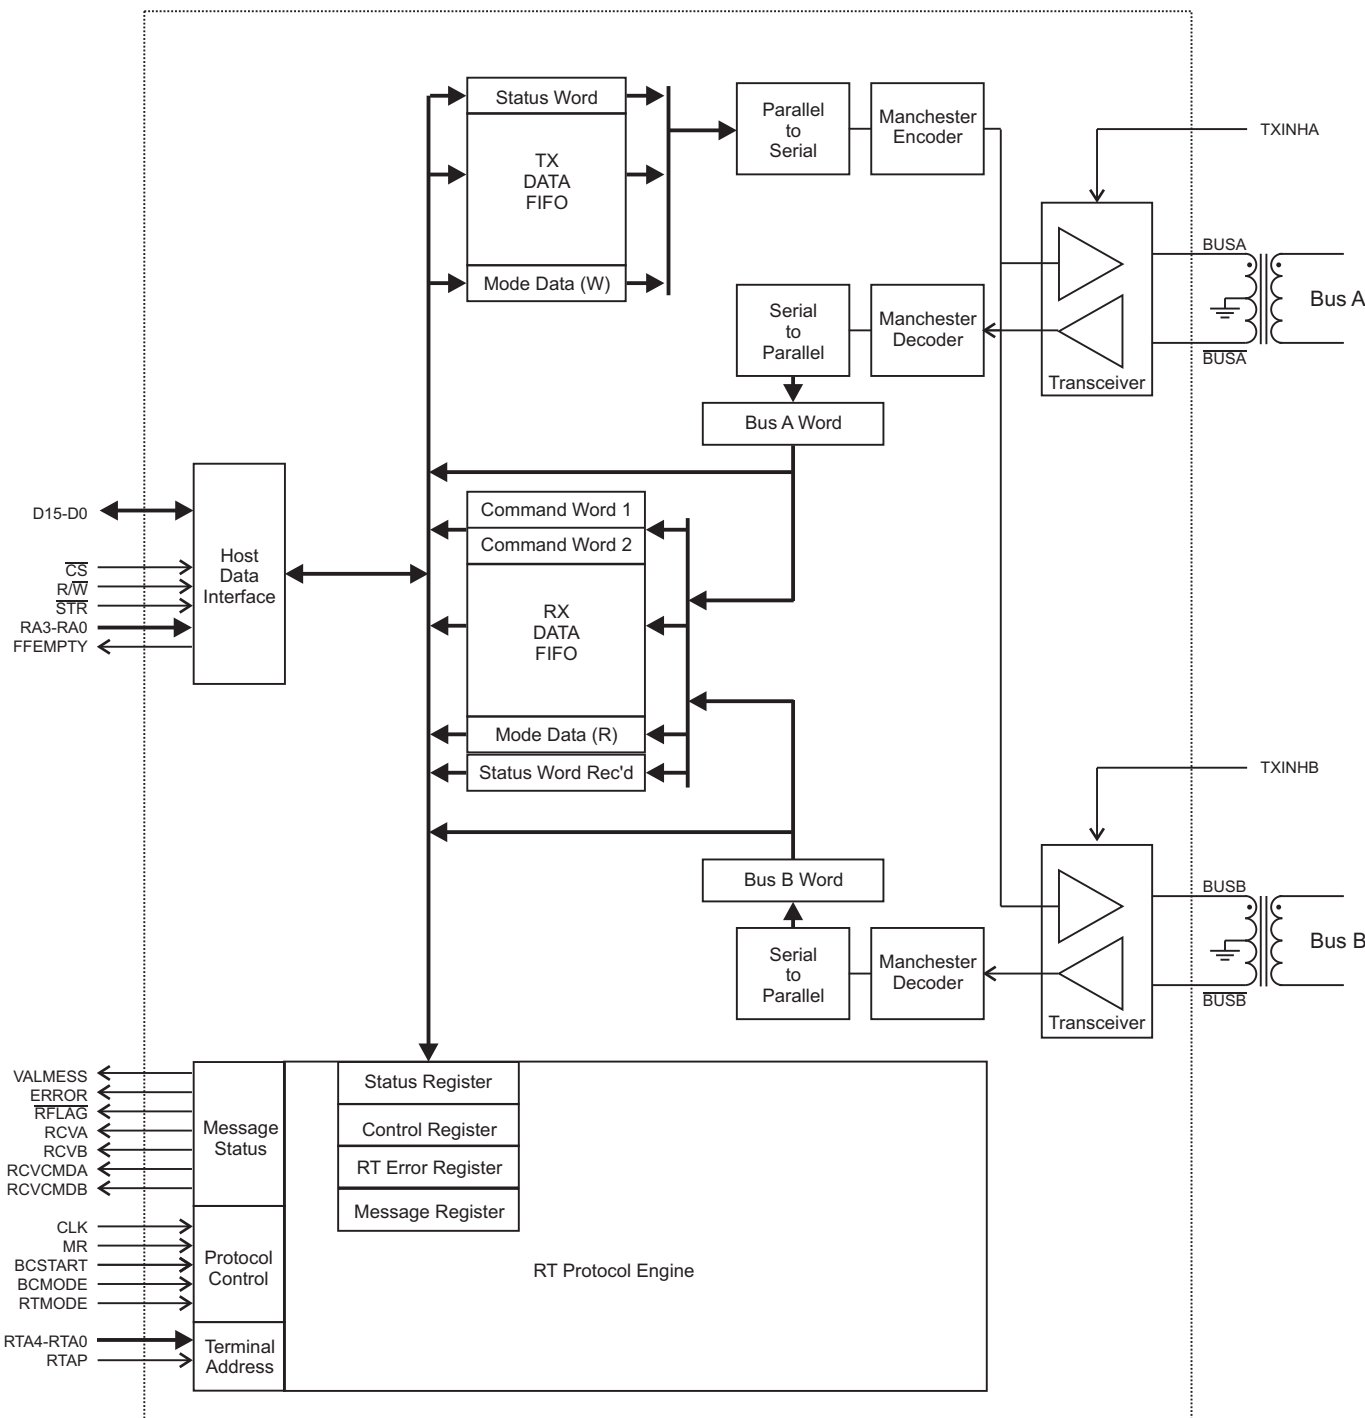 Status Word
TX
DATA
FIFO
Mode Data (W)
Parallel
to
Serial
Manchester
Encoder
TXINHA
Serial
to
Parallel
Manchester
Decoder
Transceiver
BUSA
BUSA
Bus A
Bus A Word
D15-D0
CS
R/W
STR
RA3-RA0
FFEMPTY
Host
Data
Interface
Command Word 1
Command Word 2
RX
DATA
FIFO
Mode Data (R)
Status Word Rec'd
TXINHB
Bus B Word
Serial
to
Parallel
Manchester
Decoder
Transceiver
BUSB
BUSB
Bus B
VALMESS
ERROR
RFLAG
RCVA
RCVB
RCVCMDA
RCVCMDB
Message
Status
Status Register
Control Register
RT Error Register
Message Register
CLK
MR
BCSTART
BCMODE
RTMODE
Protocol
Control
RT Protocol Engine
RTA4-RTA0
RTAP
Terminal
Address